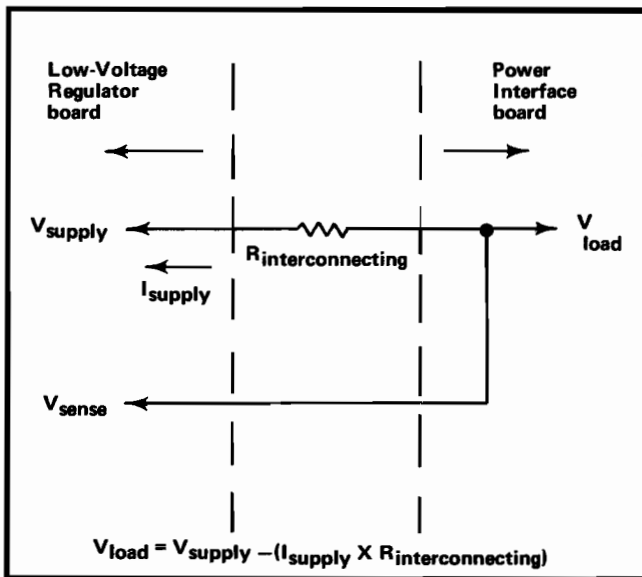 Low-Voltage
Regulator
board
Power
Interface
board
Vsupply
Rinterconnecting
V
load
Isupply
Vsense
Vload = Vsupply –(Isupply X Rinterconnecting)